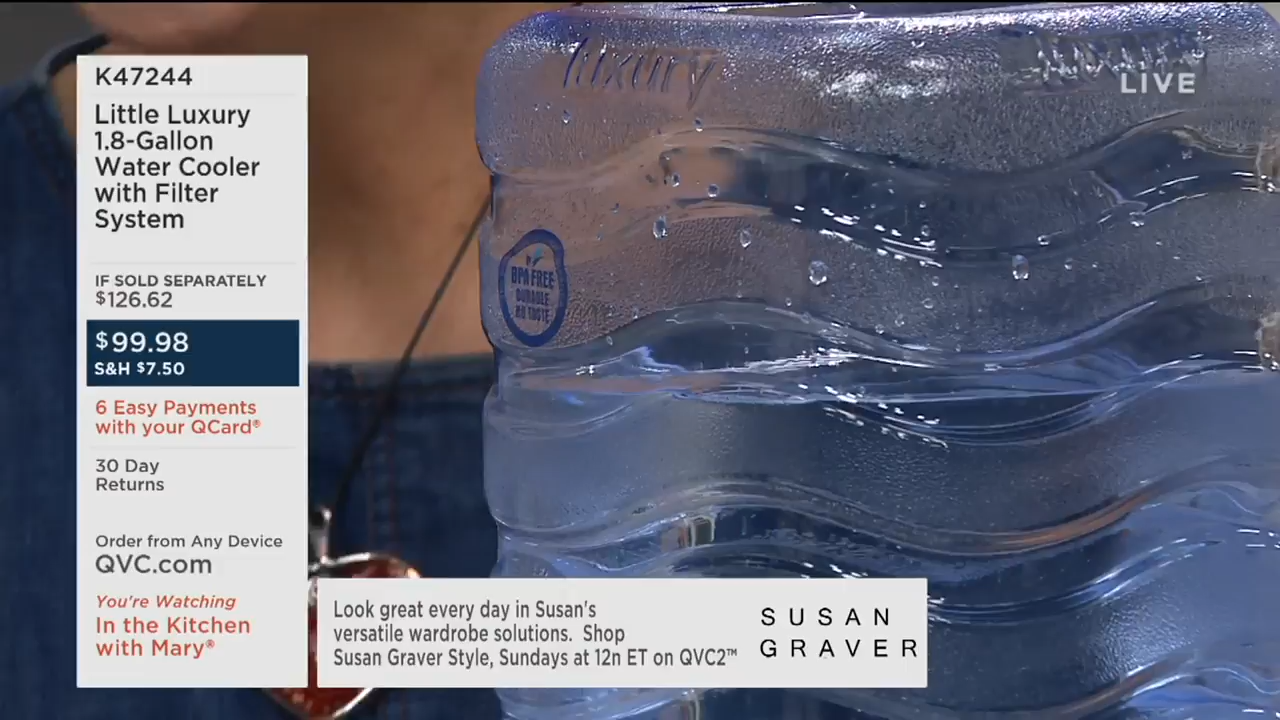 K47244
Little Luxury
1.8-Gallon
Water Cooler
with Filter
System
IF SOLD SEPARATELY
$126.62
$99.98
S&H $7.50
6 Easy Payments
with your QCard®
30 Day
Returns
Order from Any Device
QVC.com
You're Watching
In the Kitchen
with Mary®
luxury
LIVE
BPA FREE
DURABLE
NO TASTE
Look great every day in Susan's
versatile wardrobe solutions. Shop
Susan Graver Style, Sundays at 12n ET on QVC2™
SUSAN
GRAVER